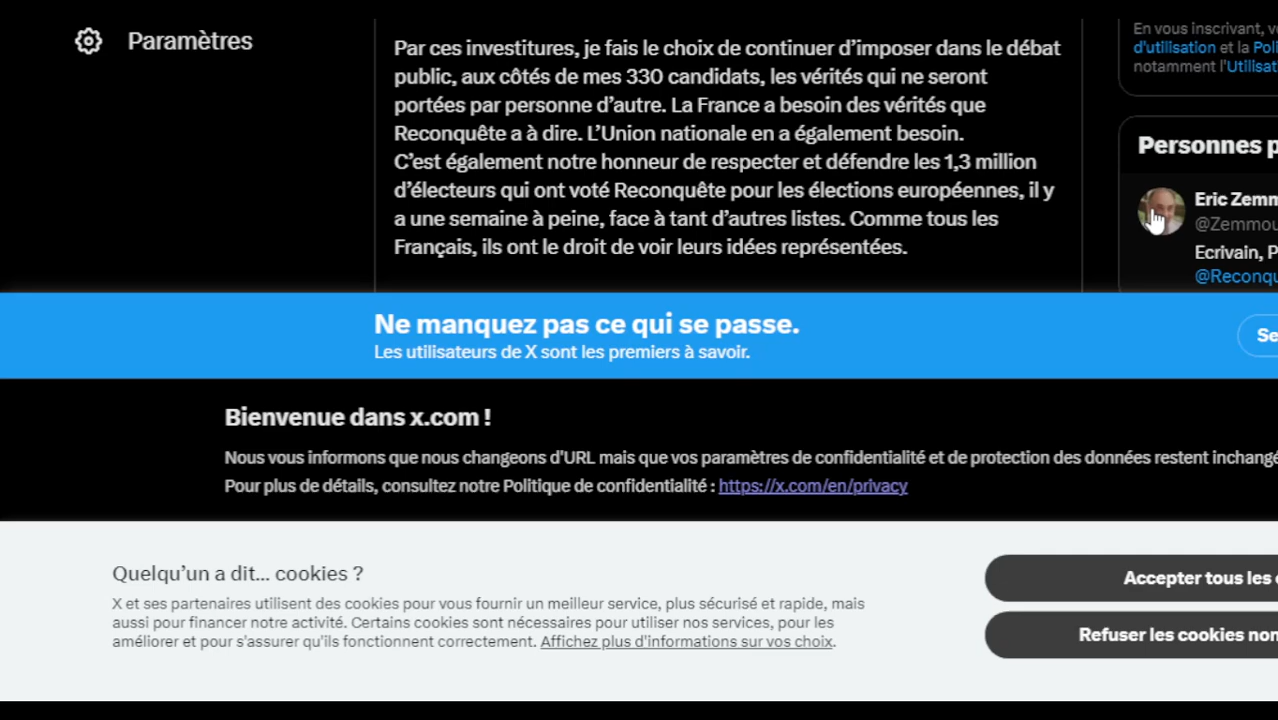 Paramètres
Par ces investitures, je fais le choix de continuer d’imposer dans le débat
public, aux côtés de mes 330 candidats, les vérités qui ne seront
portées par personne d’autre. La France a besoin des vérités que
Reconquête a à dire. L’Union nationale en a également besoin.
C’est également notre honneur de respecter et défendre les 1,3 million
d’électeurs qui ont voté Reconquête pour les élections européennes, il y
a une semaine à peine, face à tant d’autres listes. Comme tous les
Français, ils ont le droit de voir leurs idées représentées.
En vous inscrivant,
d'utilisation et la
notamment l'
Personnes
Eric
Ecrivain,
Ne manquez pas ce qui se passe.
Les utilisateurs de X sont les premiers à savoir.
Se
Bienvenue dans x.com !
Nous vous informons que nous changeons d'URL mais que vos paramètres de confidentialité et de protection des données restent
Pour plus de détails, consultez notre Politique de confidentialité : https://x.com/en/privacy
Quelqu’un a dit… cookies ?
X et ses partenaires utilisent des cookies pour vous fournir un meilleur service, plus sécurisé et rapide, mais
aussi pour financer notre activité. Certains cookies sont nécessaires pour utiliser nos services, pour les
améliorer et pour s'assurer qu'ils fonctionnent correctement. Affichez plus d'informations sur vos choix.
Accepter tous les
Refuser les cookies non